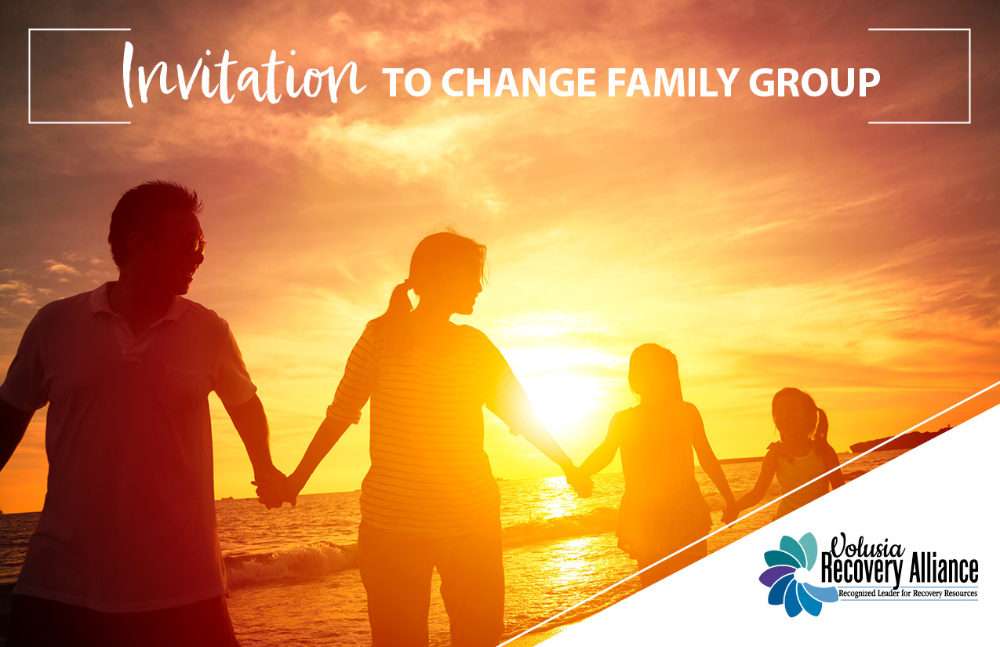 Invitation TO CHANGE FAMILY GROUP
Volusia
Recovery Alliance
Recognized Leader for Recovery Resources